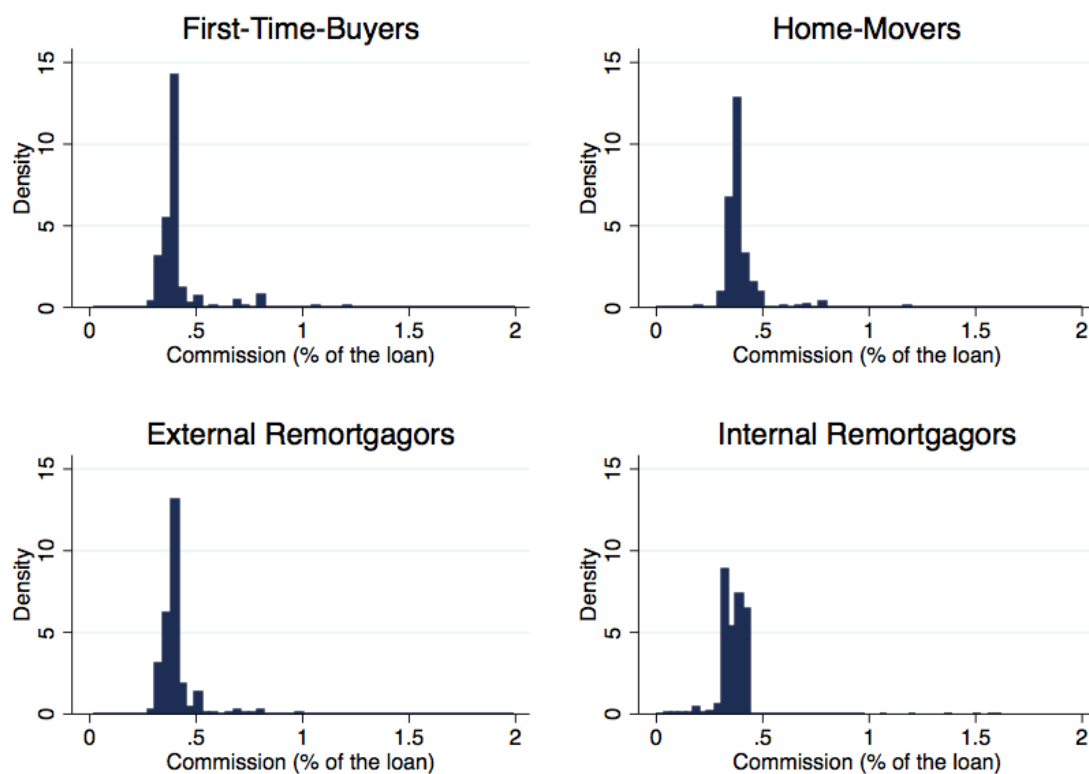 First-Time-Buyers
Density
15
10
5
0
0 .5 1 1.5 2
Commission (% of the loan)
Home-Movers
Density
15
10
5
0
0 .5 1 1.5 2
Commission (% of the loan)
External Remortgagors
Density
15
10
5
0
0 .5 1 1.5 2
Commission (% of the loan)
Internal Remortgagors
Density
15
10
5
0
0 .5 1 1.5 2
Commission (% of the loan)